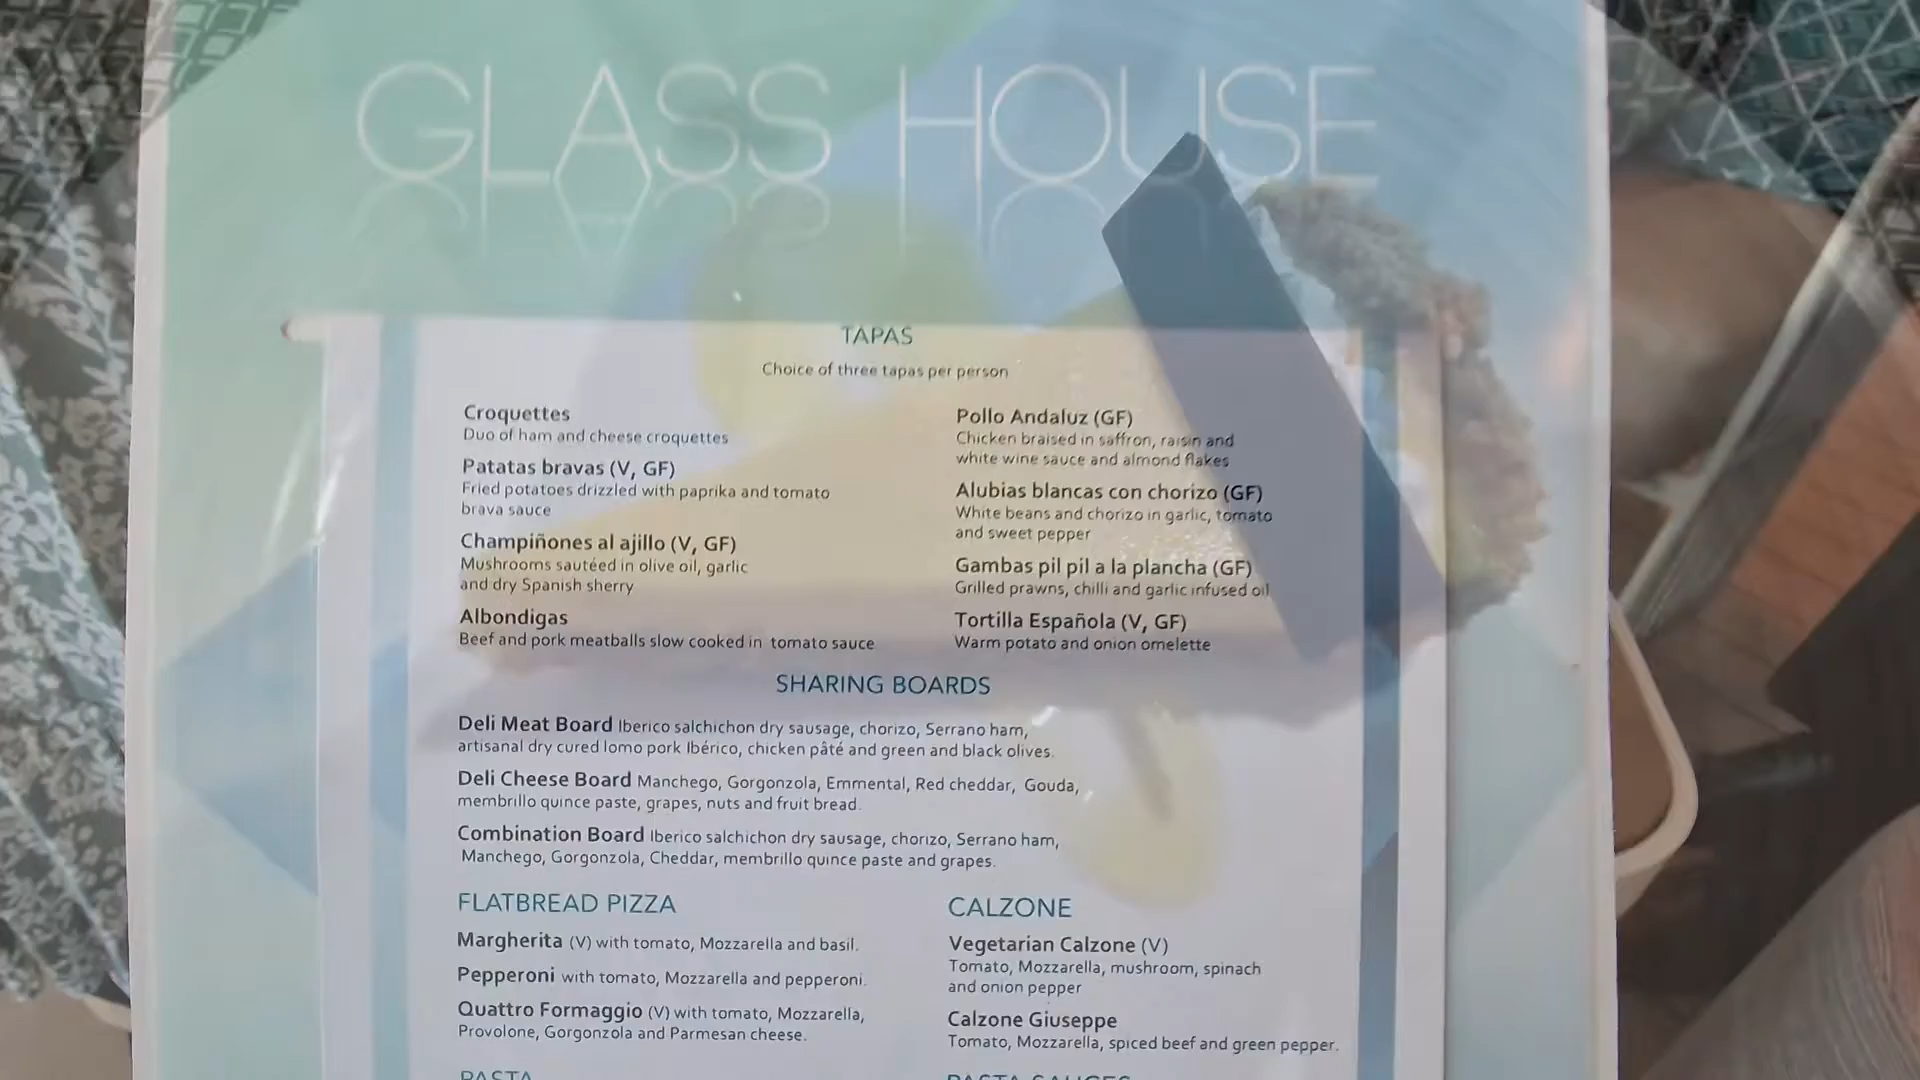 GLASS HOUSE
TAPAS
Choice of three tapas per person
Croquettes
Duo of ham and cheese croquettes
Patatas bravas (V, GF)
Fried potatoes drizzled with paprika and tomato
brava sauce
Champiñones al ajillo (V, GF)
Mushrooms sautéed in olive oil, garlic
and dry Spanish sherry
Albondigas
Beef and pork meatballs slow cooked in tomato sauce
Pollo Andaluz (GF)
Chicken braised in saffron, raisin and
white wine sauce and almond flakes
Alubias blancas con chorizo (GF)
White beans and chorizo in garlic, tomato
and sweet pepper
Gambas pil pil a la plancha (GF)
Grilled prawns, chilli and garlic infused oil
Tortilla Española (V, GF)
Warm potato and onion omelette
SHARING BOARDS
Deli Meat Board Iberico salchichon dry sausage, chorizo, Serrano ham,
artisanal dry cured lomo pork Ibérico, chicken pâté and green and black olives.
Deli Cheese Board Manchego, Gorgonzola, Emmental, Red cheddar, Gouda,
membrillo quince paste, grapes, nuts and fruit bread.
Combination Board Iberico salchichon dry sausage, chorizo, Serrano ham,
Manchego, Gorgonzola, Cheddar, membrillo quince paste and grapes.
FLATBREAD PIZZA
Margherita (V) with tomato, Mozzarella and basil.
Pepperoni with tomato, Mozzarella and pepperoni.
Quattro Formaggio (V) with tomato, Mozzarella,
Provolone, Gorgonzola and Parmesan cheese.
CALZONE
Vegetarian Calzone (V)
Tomato, Mozzarella, mushroom, spinach
and onion pepper
Calzone Giuseppe
Tomato, Mozzarella, spiced beef and green pepper.
PASTA
PASTA SAUCES